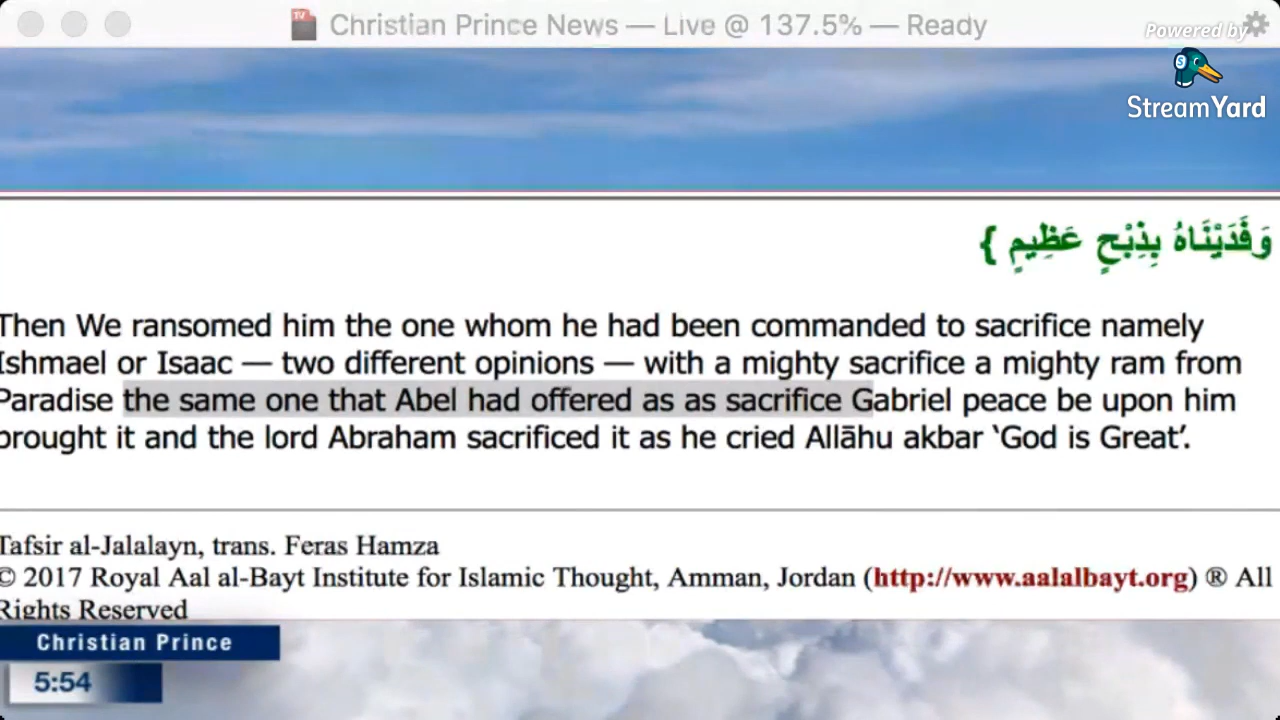 Christian Prince News — Live @ 137.5% — Ready
Powered by
StreamYard
وَفَدَيْنَاهُ بِذِبْحٍ عَظِيمٍ }
Then We ransomed him the one whom he had been commanded to sacrifice namely
Ishmael or Isaac — two different opinions — with a mighty sacrifice a mighty ram from
Paradise the same one that Abel had offered as as sacrifice Gabriel peace be upon him
brought it and the lord Abraham sacrificed it as he cried Allāhu akbar ‘God is Great’.
Tafsir al-Jalalayn, trans. Feras Hamza
© 2017 Royal Aal al-Bayt Institute for Islamic Thought, Amman, Jordan (http://www.aalalbayt.org) ® All
Rights Reserved
Christian Prince
5:54